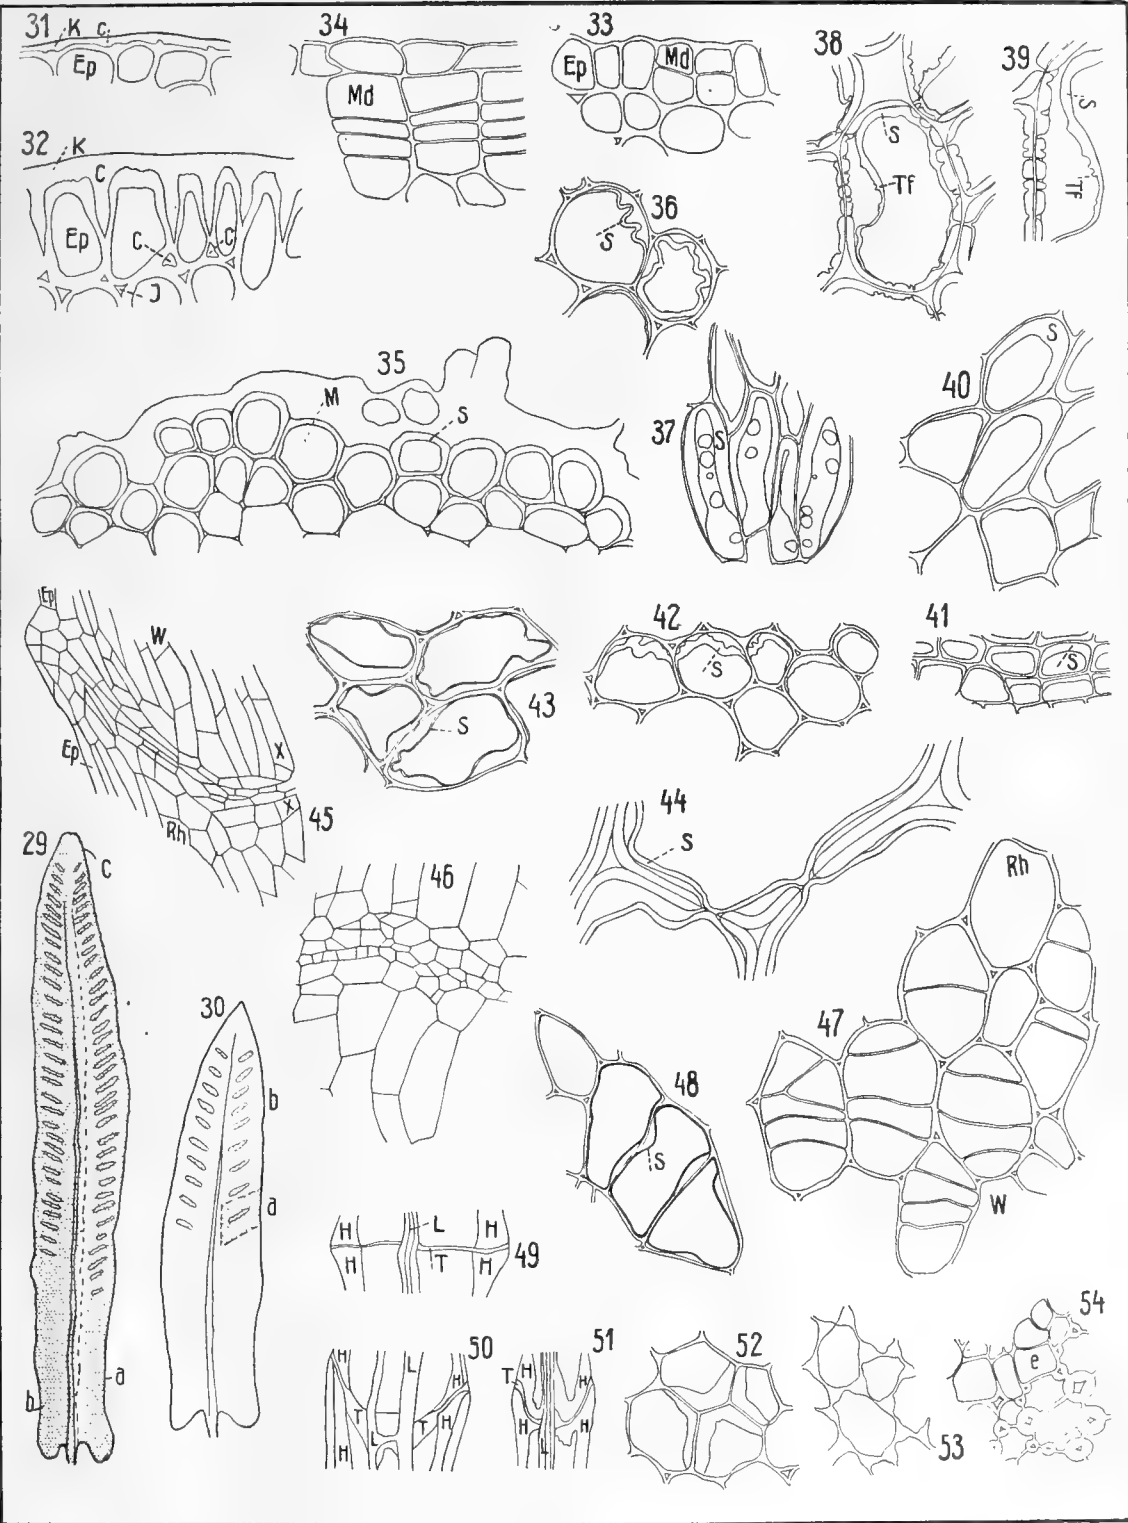 31 K c
Ep
34
Md
33
Ep Md
38
S
Tf
39
S
Tf
32 K
C
Ep C C
J
36
S
35
M S
37
S
40
S
Ep
W
Ep
X
X
Rh
45
43
S
42
S
41
S
29
C
b
a
30
b
a
46
44
S
Rh
47
W
48
S
H L H
H T H
49
50
H L
H
T T H
L
H
51
T H H
H H
L
52
53
54
e